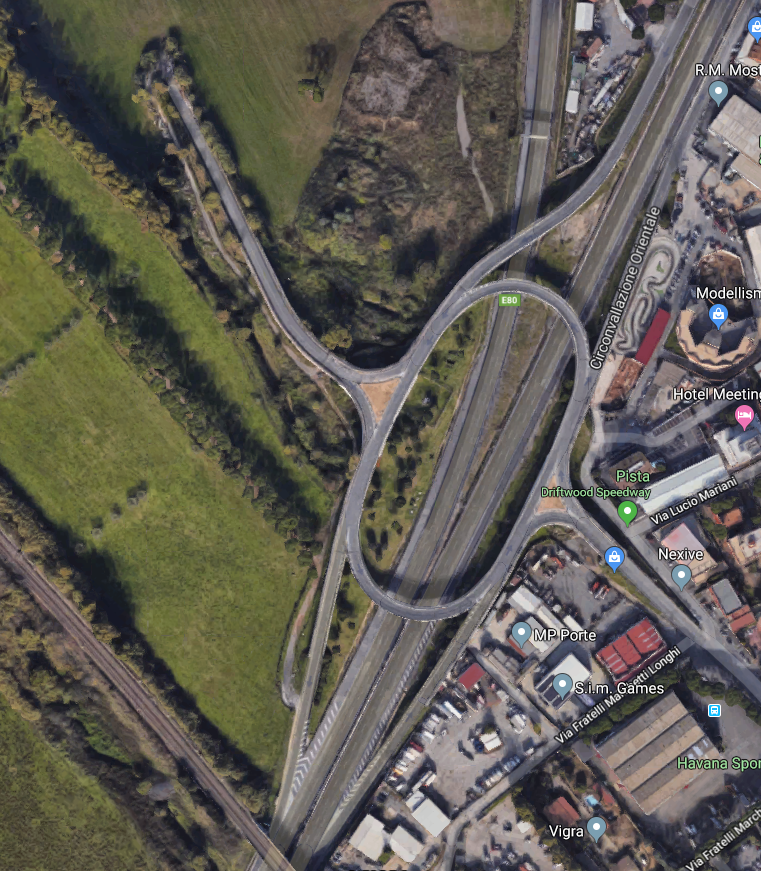 R.M. Most
E80
Circonvallazione Orientale
Modellism
Hotel Meeting
Pista
Driftwood Speedway
Via Lucio Mariani
Nexive
MP Porte
S.i.m. Games
Via Fratelli Marchetti Longhi
Havana Spor
Vigra
Via Fratelli March